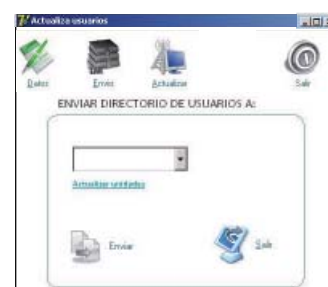 Actualiza usuarios
Datos Envios Actualizar Salir
ENVIAR DIRECTORIO DE USUARIOS A:
Actualizar unidades
Enviar Salir